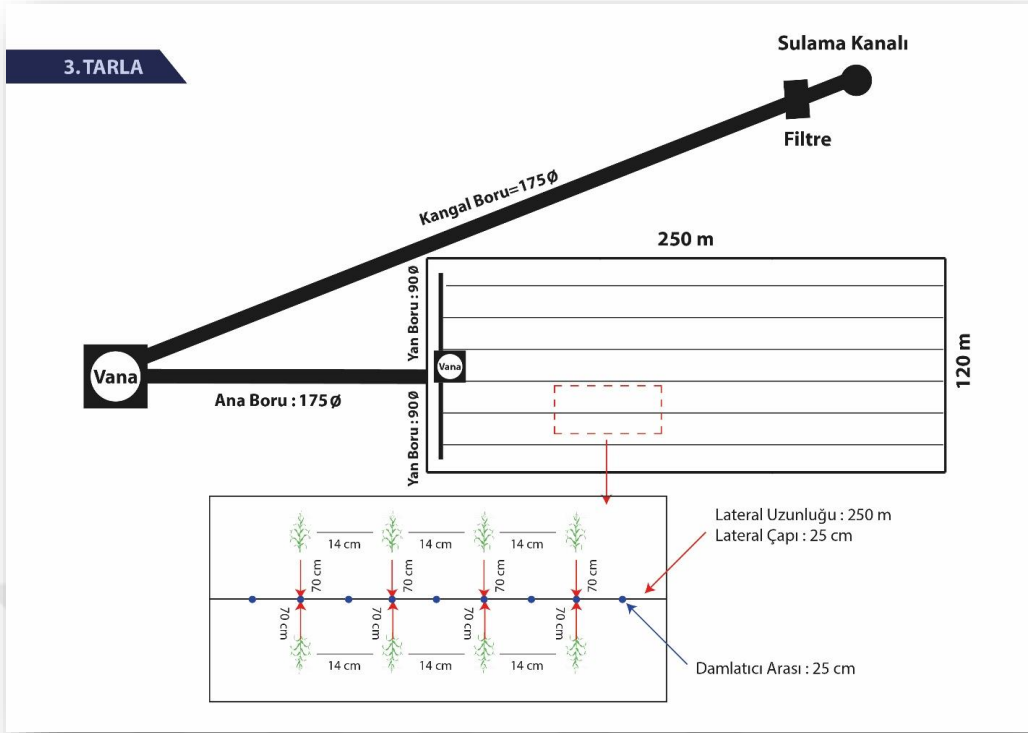 3. TARLA
Sulama Kanalı
Filtre
Kangal Boru=175Ø
250 m
Yan Boru : 90Ø
Vana
Vana
120 m
Ana Boru : 175Ø
Yan Boru : 90Ø
14 cm
14 cm
14 cm
70 cm
70 cm
70 cm
70 cm
70 cm
70 cm
70 cm
70 cm
14 cm
14 cm
14 cm
Lateral Uzunluğu : 250 m
Lateral Çapı : 25 cm
Damlatıcı Arası : 25 cm